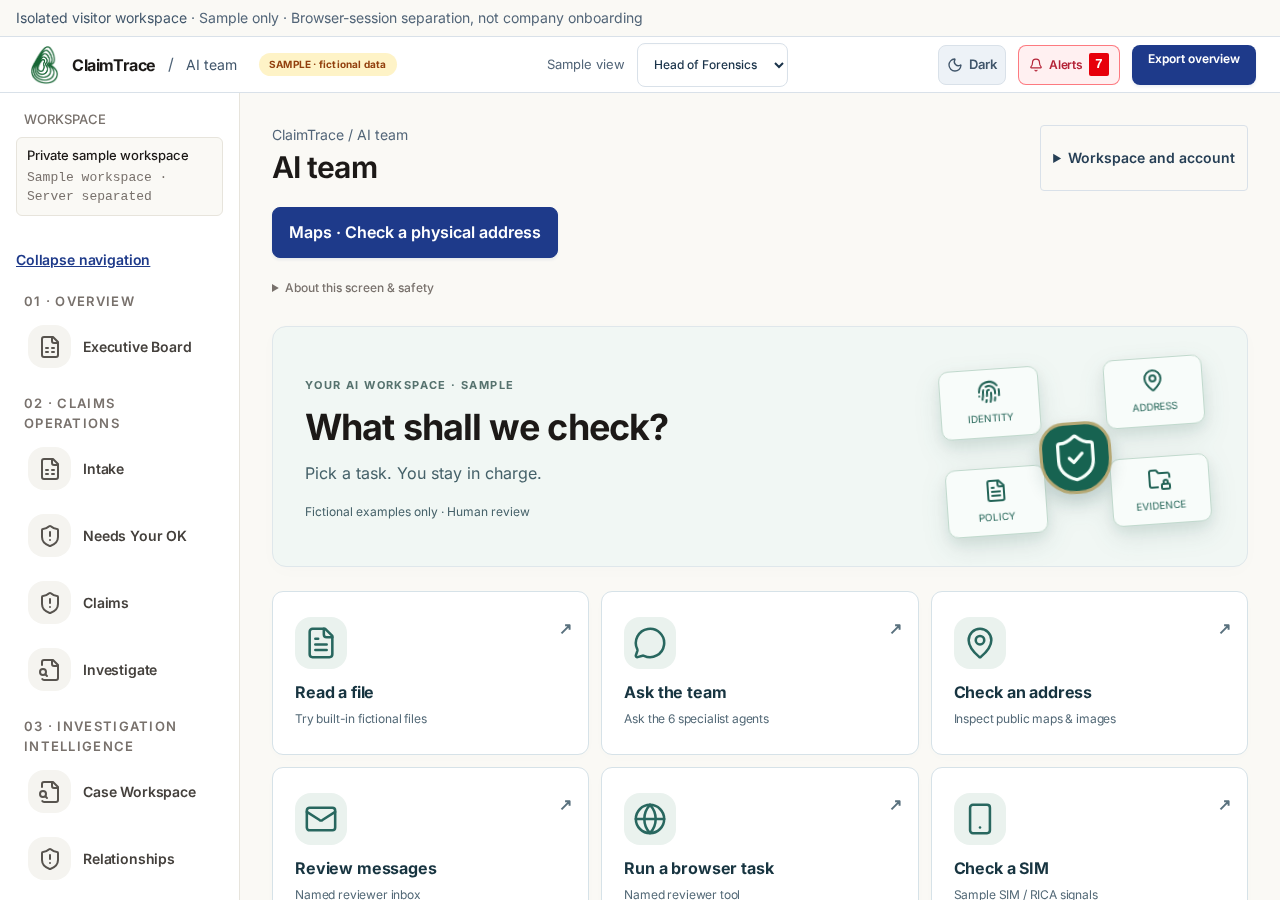 Isolated visitor workspace · Sample only · Browser-session separation, not company onboarding
ClaimTrace / AI team
SAMPLE · fictional data
Sample view
Head of Forensics
Dark
Alerts 7
Export overview
WORKSPACE
Private sample workspace
Sample workspace ·
Server separated
Collapse navigation
01 · OVERVIEW
Executive Board
02 · CLAIMS
OPERATIONS
Intake
Needs Your OK
Claims
Investigate
03 · INVESTIGATION
INTELLIGENCE
Case Workspace
Relationships
ClaimTrace / AI team
AI team
Workspace and account
Maps · Check a physical address
About this screen & safety
YOUR AI WORKSPACE · SAMPLE
What shall we check?
Pick a task. You stay in charge.
Fictional examples only · Human review
IDENTITY
ADDRESS
POLICY
EVIDENCE
Read a file
Try built-in fictional files
Ask the team
Ask the 6 specialist agents
Check an address
Inspect public maps & images
Review messages
Named reviewer inbox
Run a browser task
Named reviewer tool
Check a SIM
Sample SIM / RICA signals